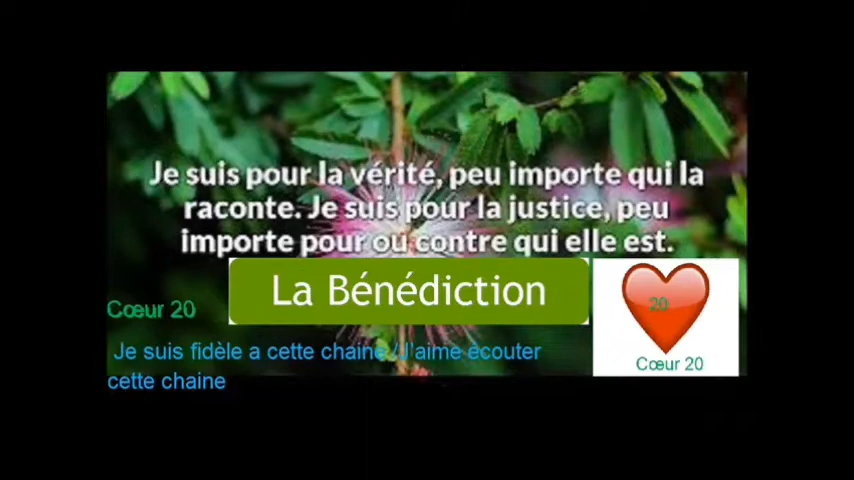 Je suis pour la vérité, peu importe qui la
raconte. Je suis pour la justice, peu
importe pour ou contre qui elle est.
La Bénédiction
Cœur 20
20
Cœur 20
Je suis fidèle a cette chaine /J'aime écouter
cette chaine